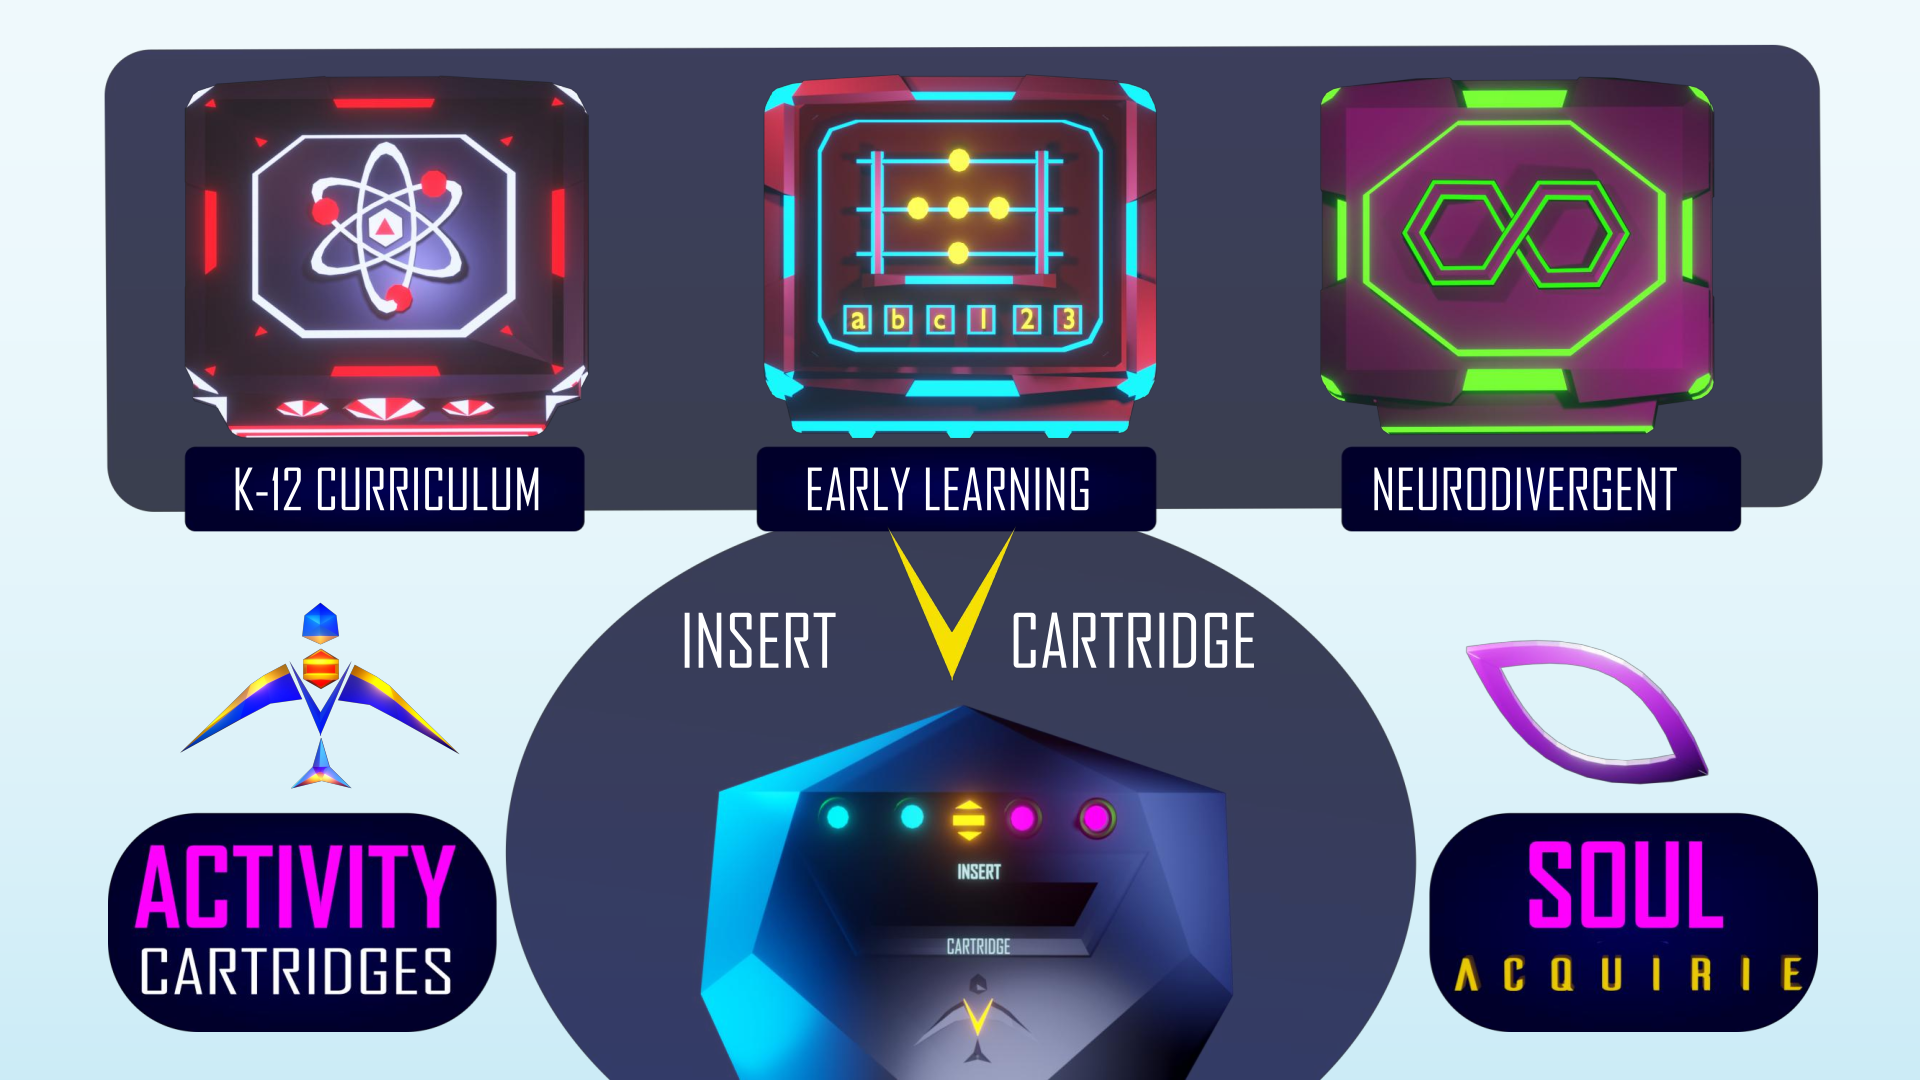 K-12 CURRICULUM
EARLY LEARNING
NEURODIVERGENT
a b c 1 2 3
INSERT CARTRIDGE
INSERT
CARTRIDGE
ACTIVITY
CARTRIDGES
SOUL
ACQUIRIE